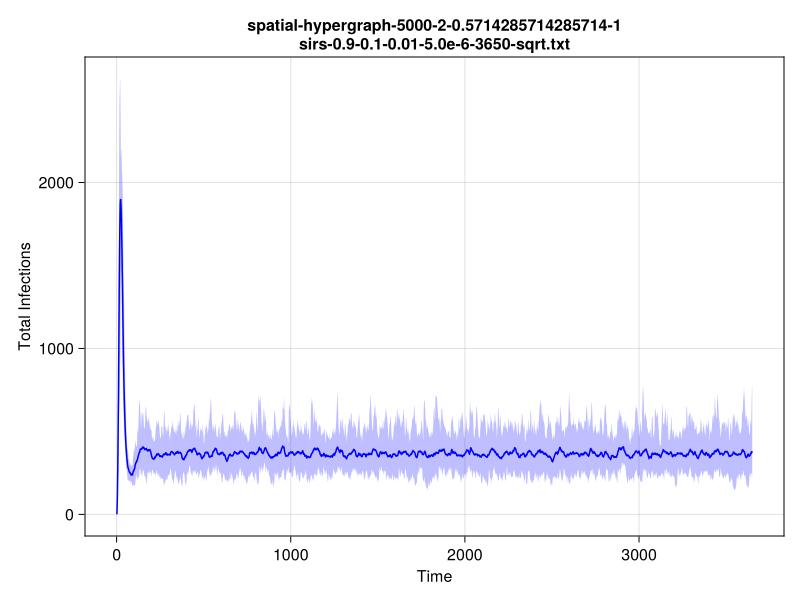 spatial-hypergraph-5000-2-0.5714285714285714-1
sirs-0.9-0.1-0.01-5.0e-6-3650-sqrt.txt
Total Infections
2000
1000
0
0
1000
2000
3000
Time